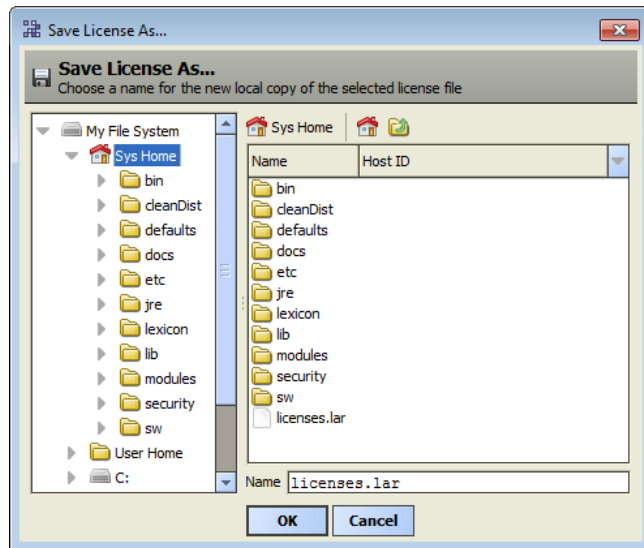 Save License As...
Save License As...
Choose a name for the new local copy of the selected license file
My File System
Sys Home
bin
cleanDist
defaults
docs
etc
jre
lexicon
lib
modules
security
sw
User Home
C:
Sys Home
Name Host ID
bin
cleanDist
defaults
docs
etc
jre
lexicon
lib
modules
security
sw
licenses.lar
Name licenses.lar
OK Cancel